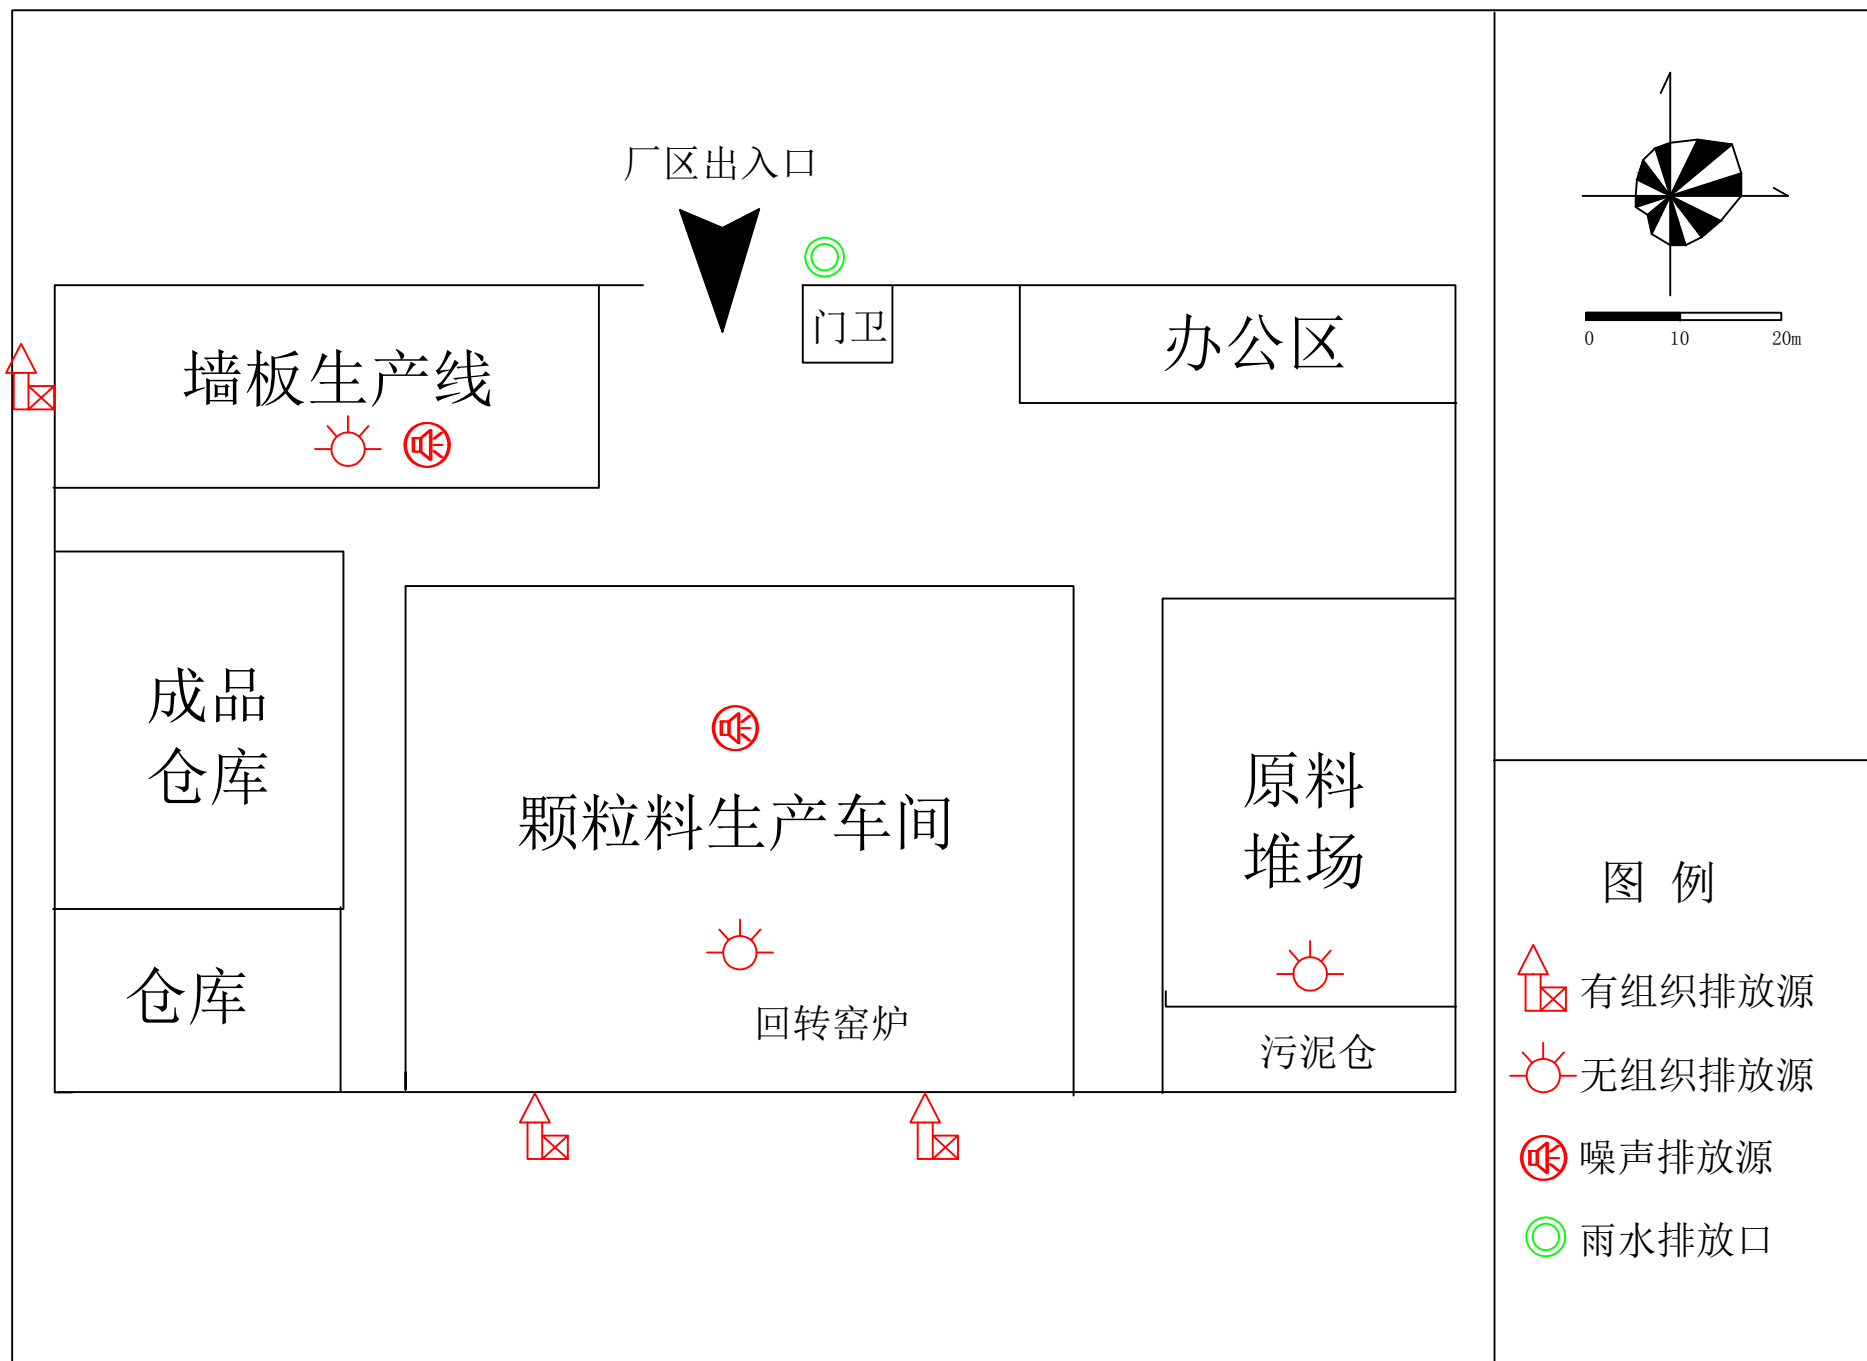 厂区出入口
门卫
办公区
墙板生产线
0 10 20m
成品
仓库
颗粒料生产车间
原料
堆场
仓库
回转窑炉
污泥仓
图 例
有组织排放源
无组织排放源
噪声排放源
雨水排放口